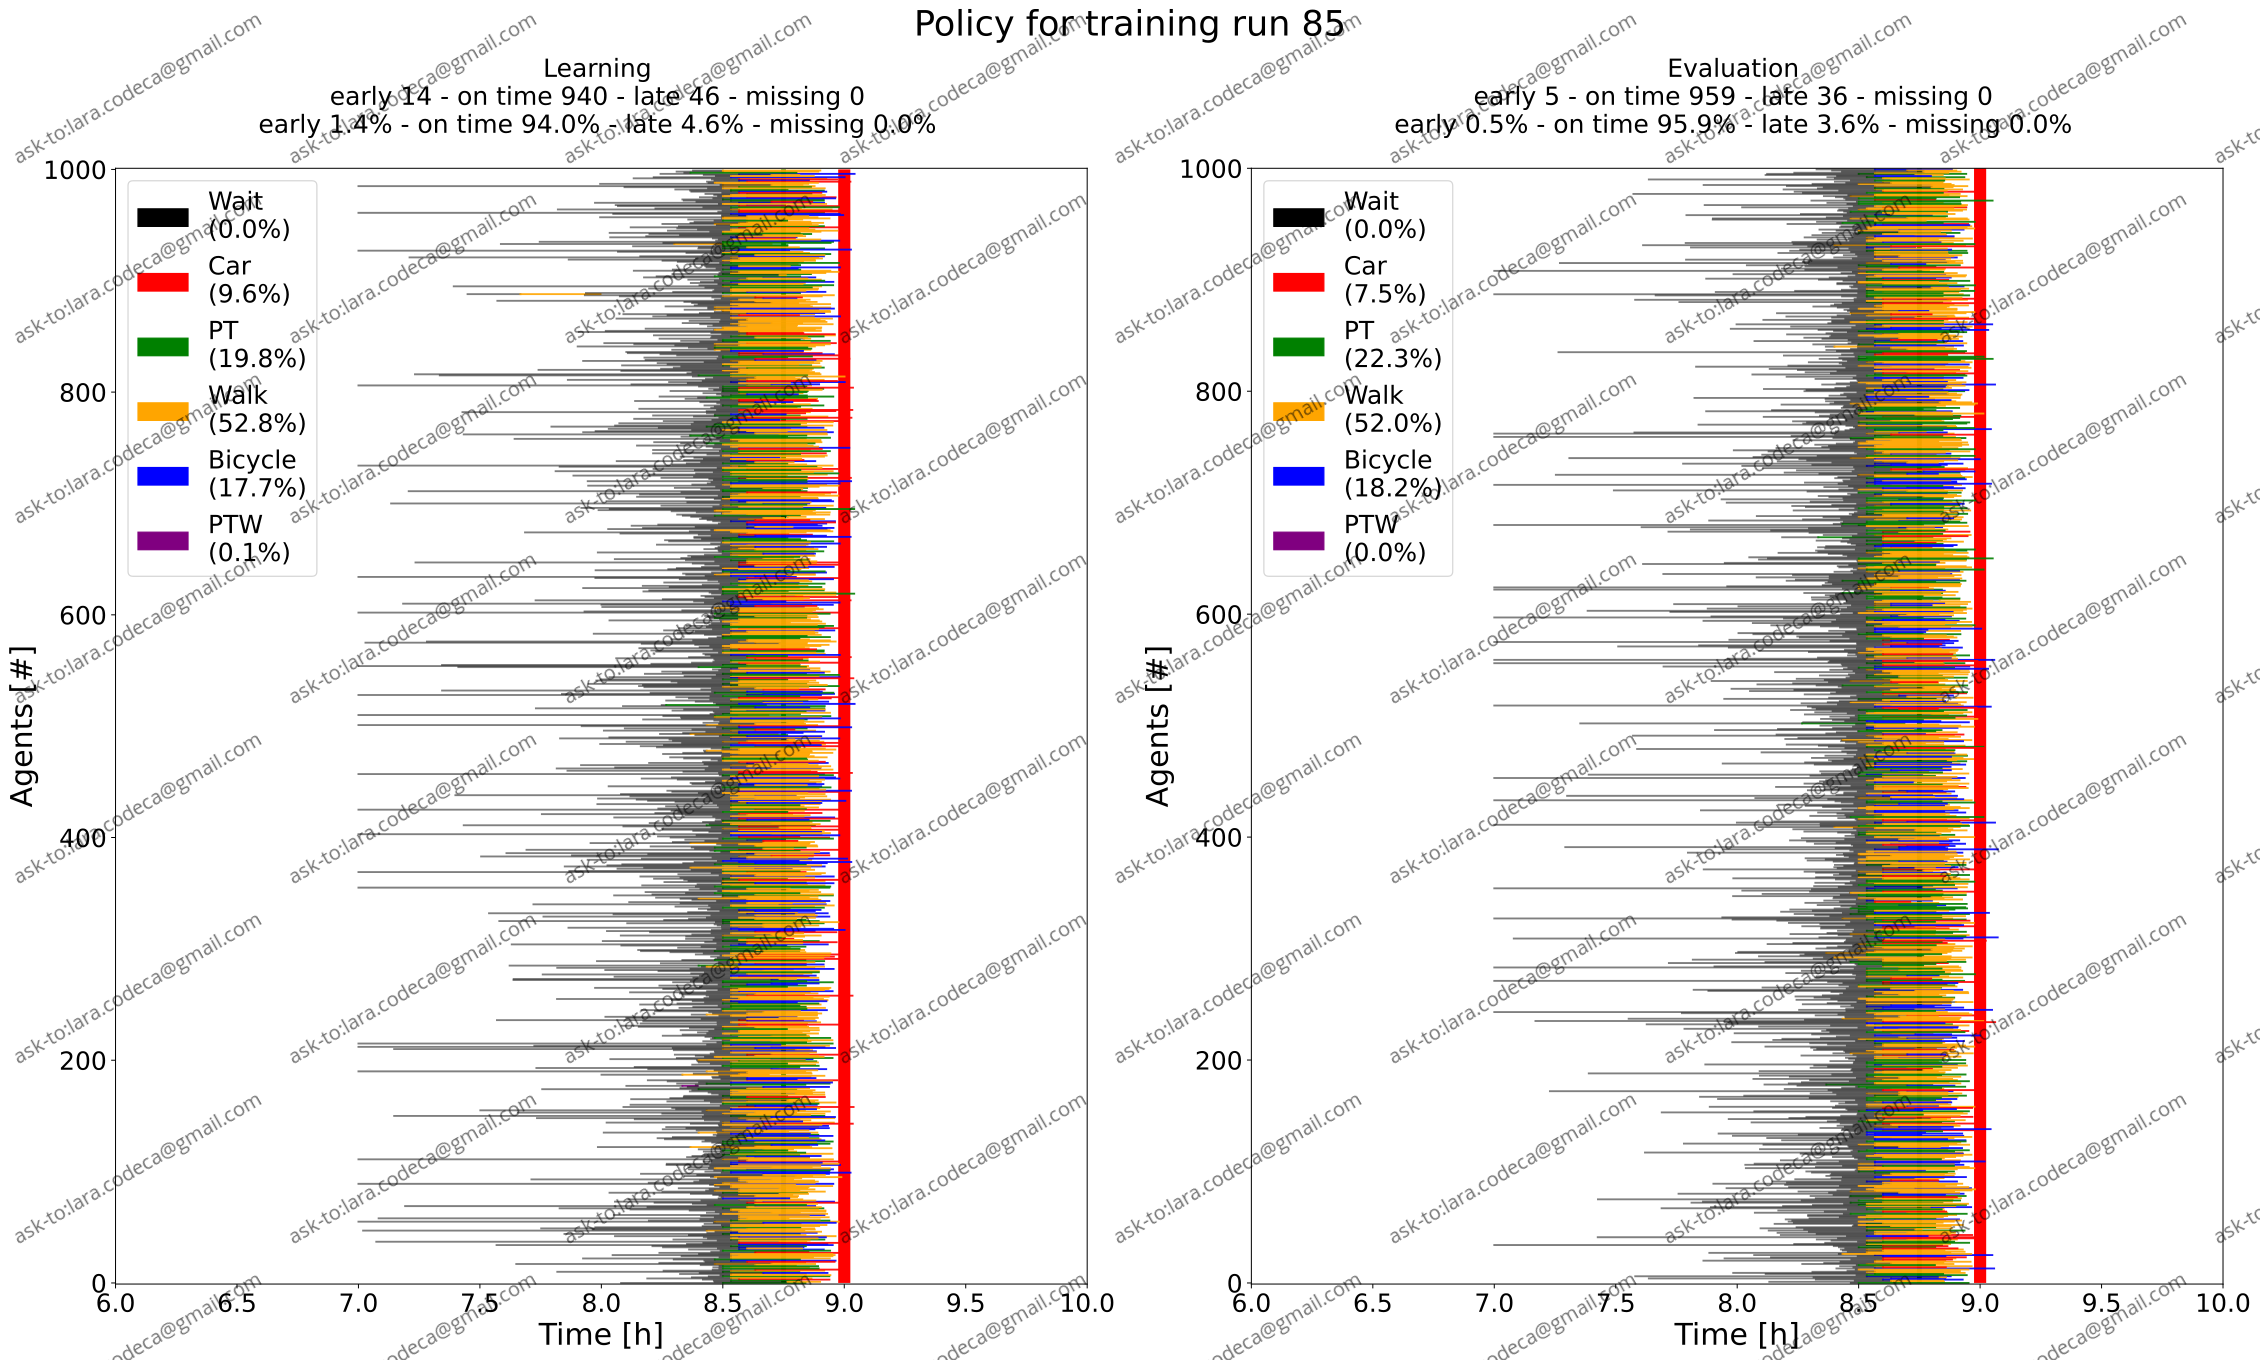 Policy for training run 85
Learning
early 14 - on time 940 - late 46 - missing 0
early 1.4% - on time 94.0% - late 4.6% - missing 0.0%
1000
800
600
400
200
0
Agents [#]
Wait
(0.0%)
Car
(9.6%)
PT
(19.8%)
Walk
(52.8%)
Bicycle
(17.7%)
PTW
(0.1%)
6.0 6.5 7.0 7.5 8.0 8.5 9.0 9.5 10.0
Time [h]
Evaluation
early 5 - on time 959 - late 36 - missing 0
early 0.5% - on time 95.9% - late 3.6% - missing 0.0%
1000
800
600
400
200
0
Agents [#]
Wait
(0.0%)
Car
(7.5%)
PT
(22.3%)
Walk
(52.0%)
Bicycle
(18.2%)
PTW
(0.0%)
6.0 6.5 7.0 7.5 8.0 8.5 9.0 9.5 10.0
Time [h]
ask-to:lara.codeca@gmail.com